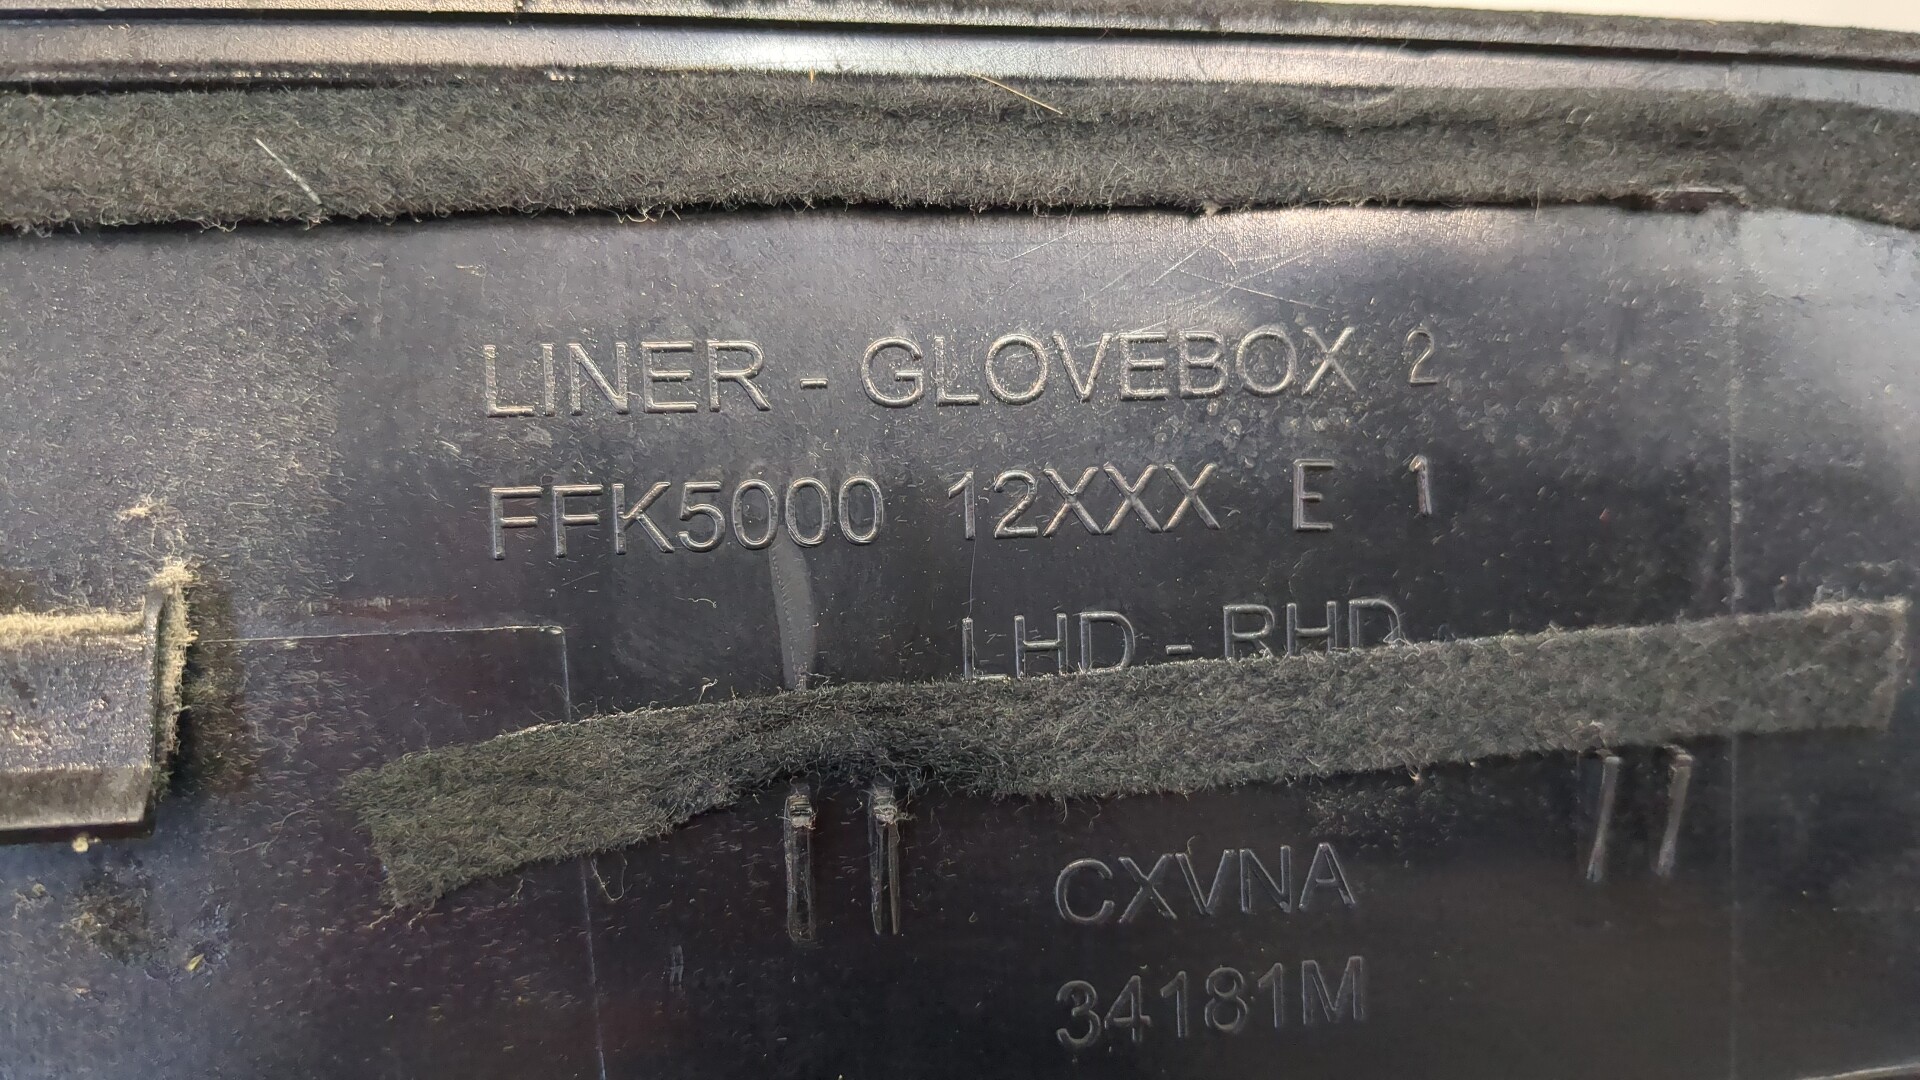 LINER - GLOVEBOX 2
FFK5000 12XXX E 1
LHD - RHD
CXVNA
34181M